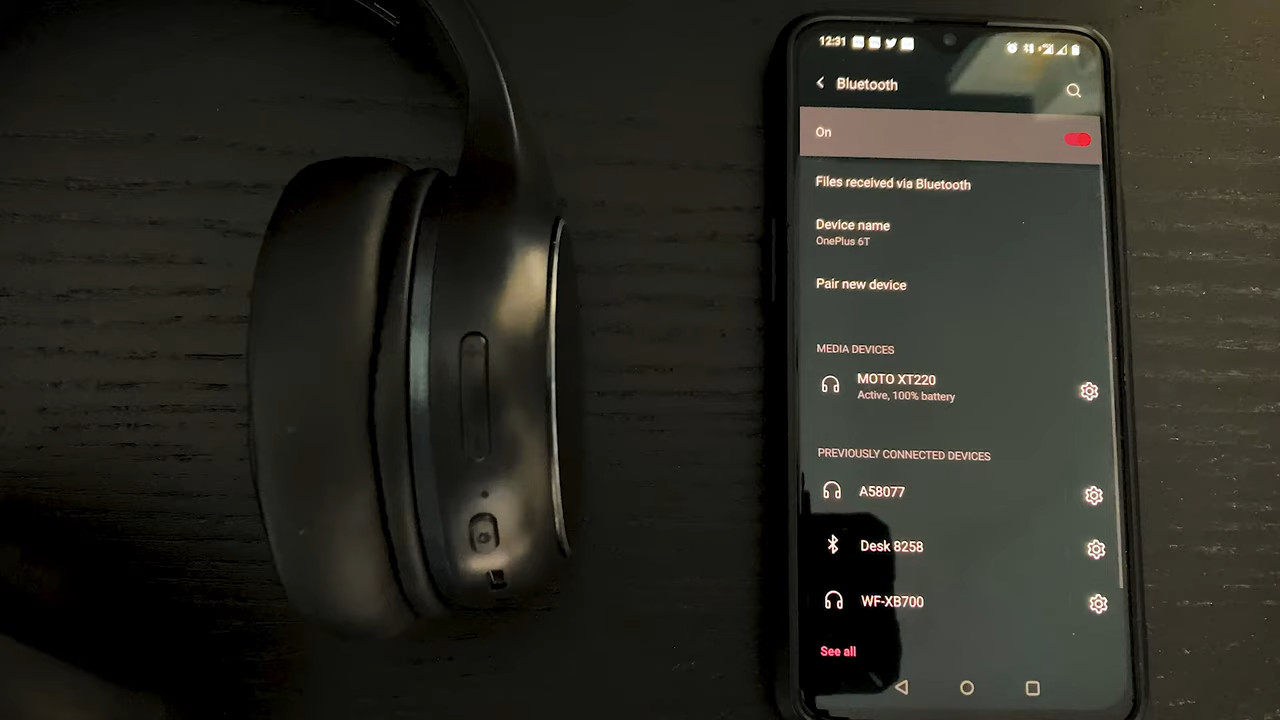 12:31
Bluetooth
On
Files received via Bluetooth
Device name
OnePlus 6T
Pair new device
MEDIA DEVICES
MOTO XT220
Active, 100% battery
PREVIOUSLY CONNECTED DEVICES
A58077
Desk 8258
WF-XB700
See all